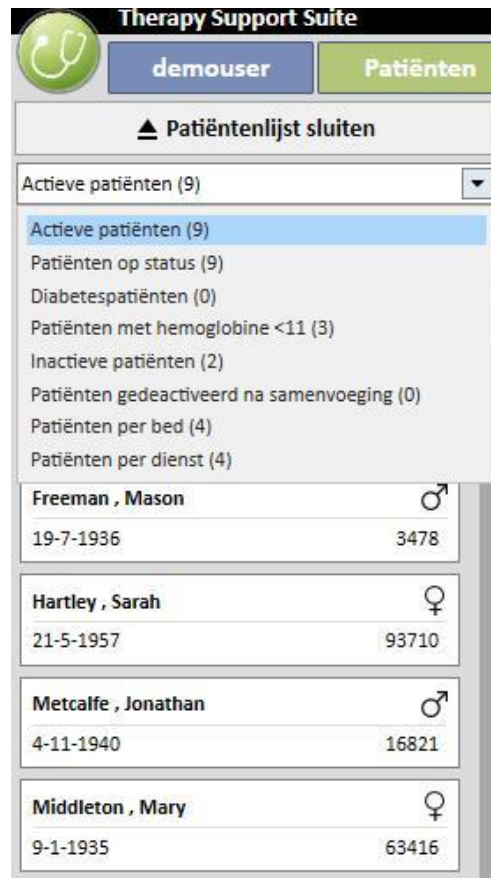 Therapy Support Suite
demouser
Patiënten
Patiëntenlijst sluiten
Actieve patiënten (9)
Actieve patiënten (9)
Patiënten op status (9)
Diabetespatiënten (0)
Patiënten met hemoglobine <11 (3)
Inactieve patiënten (2)
Patiënten gedeactiveerd na samenvoeging (0)
Patiënten per bed (4)
Patiënten per dienst (4)
Freeman , Mason
19-7-1936 3478
Hartley , Sarah
21-5-1957 93710
Metcalfe , Jonathan
4-11-1940 16821
Middleton , Mary
9-1-1935 63416